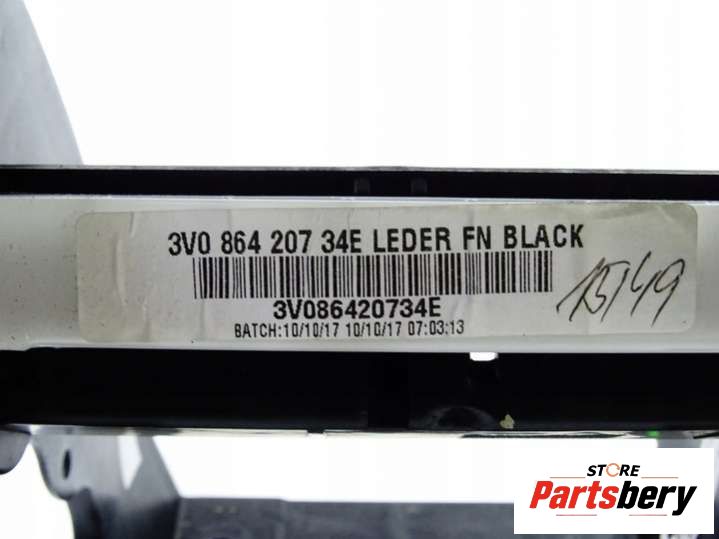 3V0 864 207 34E LEDER FN BLACK
3V086420734E
15149
BATCH:10/10/17 10/10/17 07:03:13
STORE
Partsbery